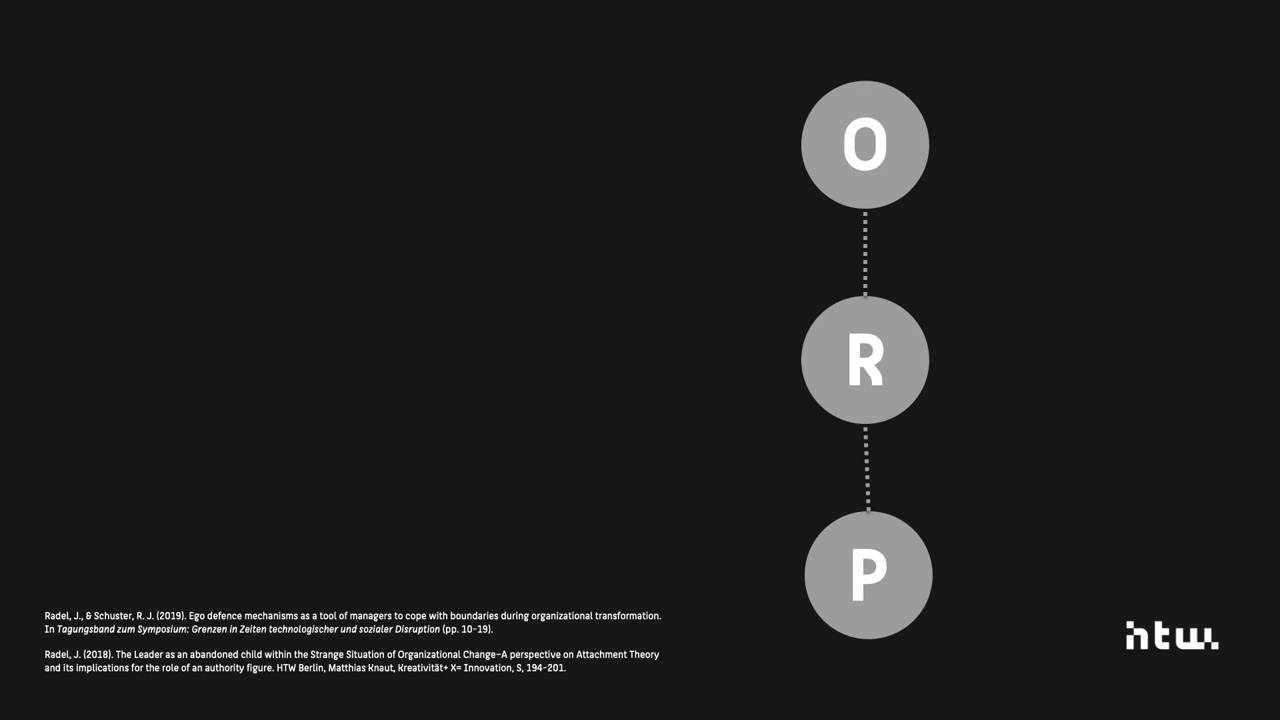 O
R
P
Radel, J., & Schuster, R. J. (2019). Ego defence mechanisms as a tool of managers to cope with boundaries during organizational transformation.
In Tagungsband zum Symposium: Grenzen in Zeiten technologischer und sozialer Disruption (pp. 10-19).
Radel, J. (2018). The Leader as an abandoned child within the Strange Situation of Organizational Change–A perspective on Attachment Theory
and its implications for the role of an authority figure. HTW Berlin, Matthias Knaut, Kreativität+ X= Innovation, S, 194-201.
htw.